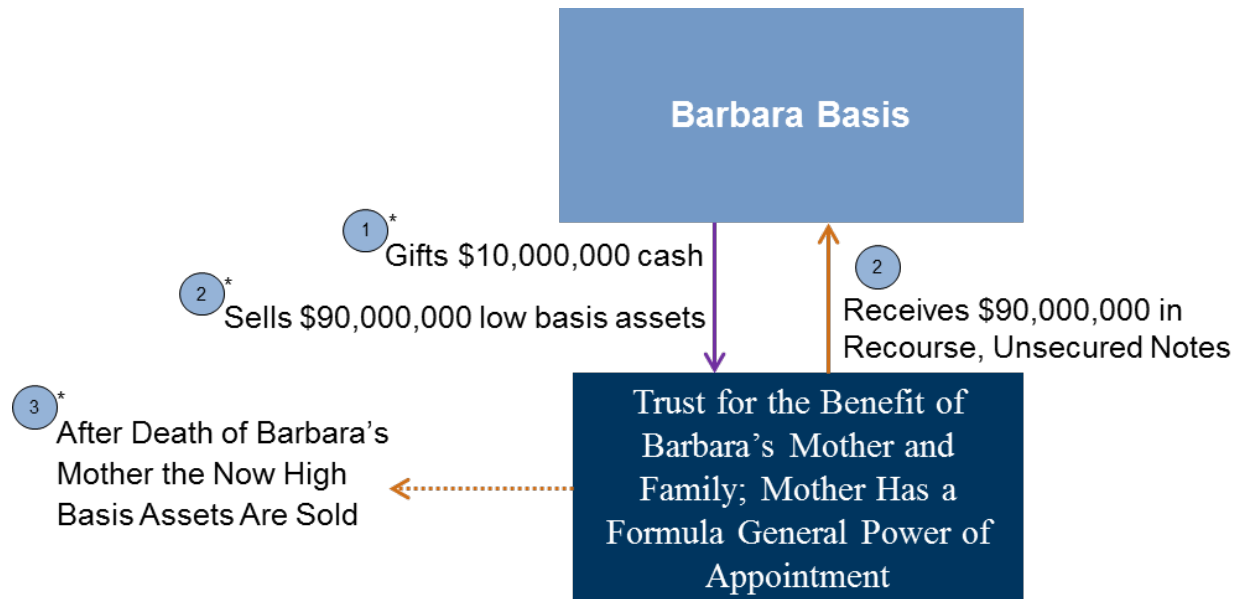 Barbara Basis
1
*
Gifts $10,000,000 cash
2
*
Sells $90,000,000 low basis assets
2
Receives $90,000,000 in
Recourse, Unsecured Notes
3
*
After Death of Barbara's
Mother the Now High
Basis Assets Are Sold
Trust for the Benefit of
Barbara's Mother and
Family; Mother Has a
Formula General Power of
Appointment